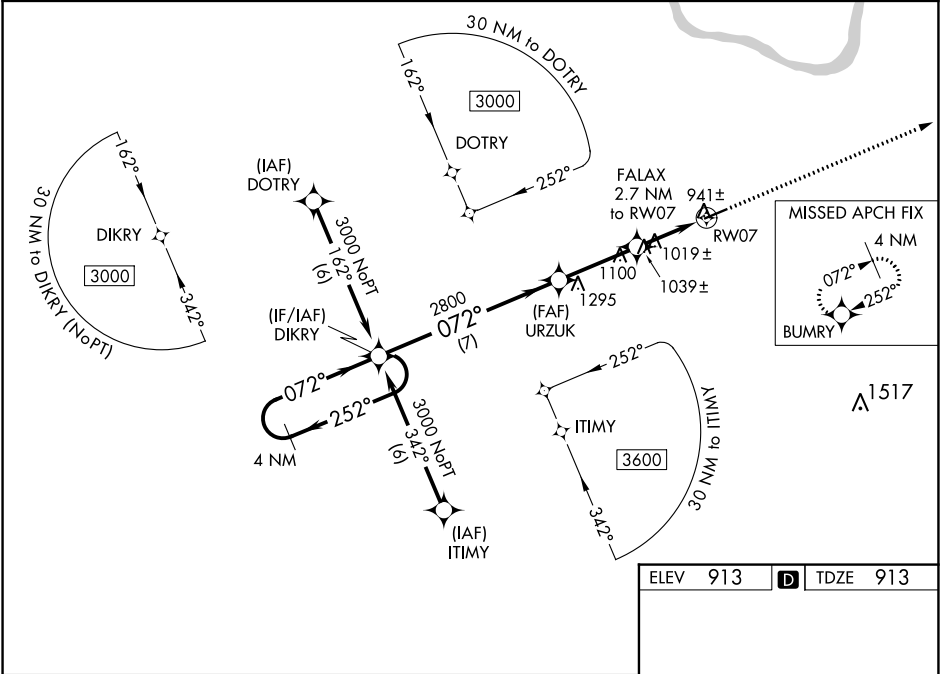 30 NM to DOTRY
162°
3000
DOTRY
252°
162°
DIKRY
3000
30 NM to DIKRY (NoPT)
342°
(IAF)
DOTRY
3000 NoPT
162°
(6)
FALAX
2.7 NM
to RW07
941±
RW07
1019±
1100
1039±
1295
(FAF)
URZUK
2800
072°
(7)
(IF/IAF)
DIKRY
072°
252°
4 NM
3000 NoPT
342°
(6)
(IAF)
ITIMY
252°
ITIMY
3600
30 NM to ITIMY
342°
MISSED APCH FIX
4 NM
072°
252°
BUMRY
1517
ELEV 913 D TDZE 913